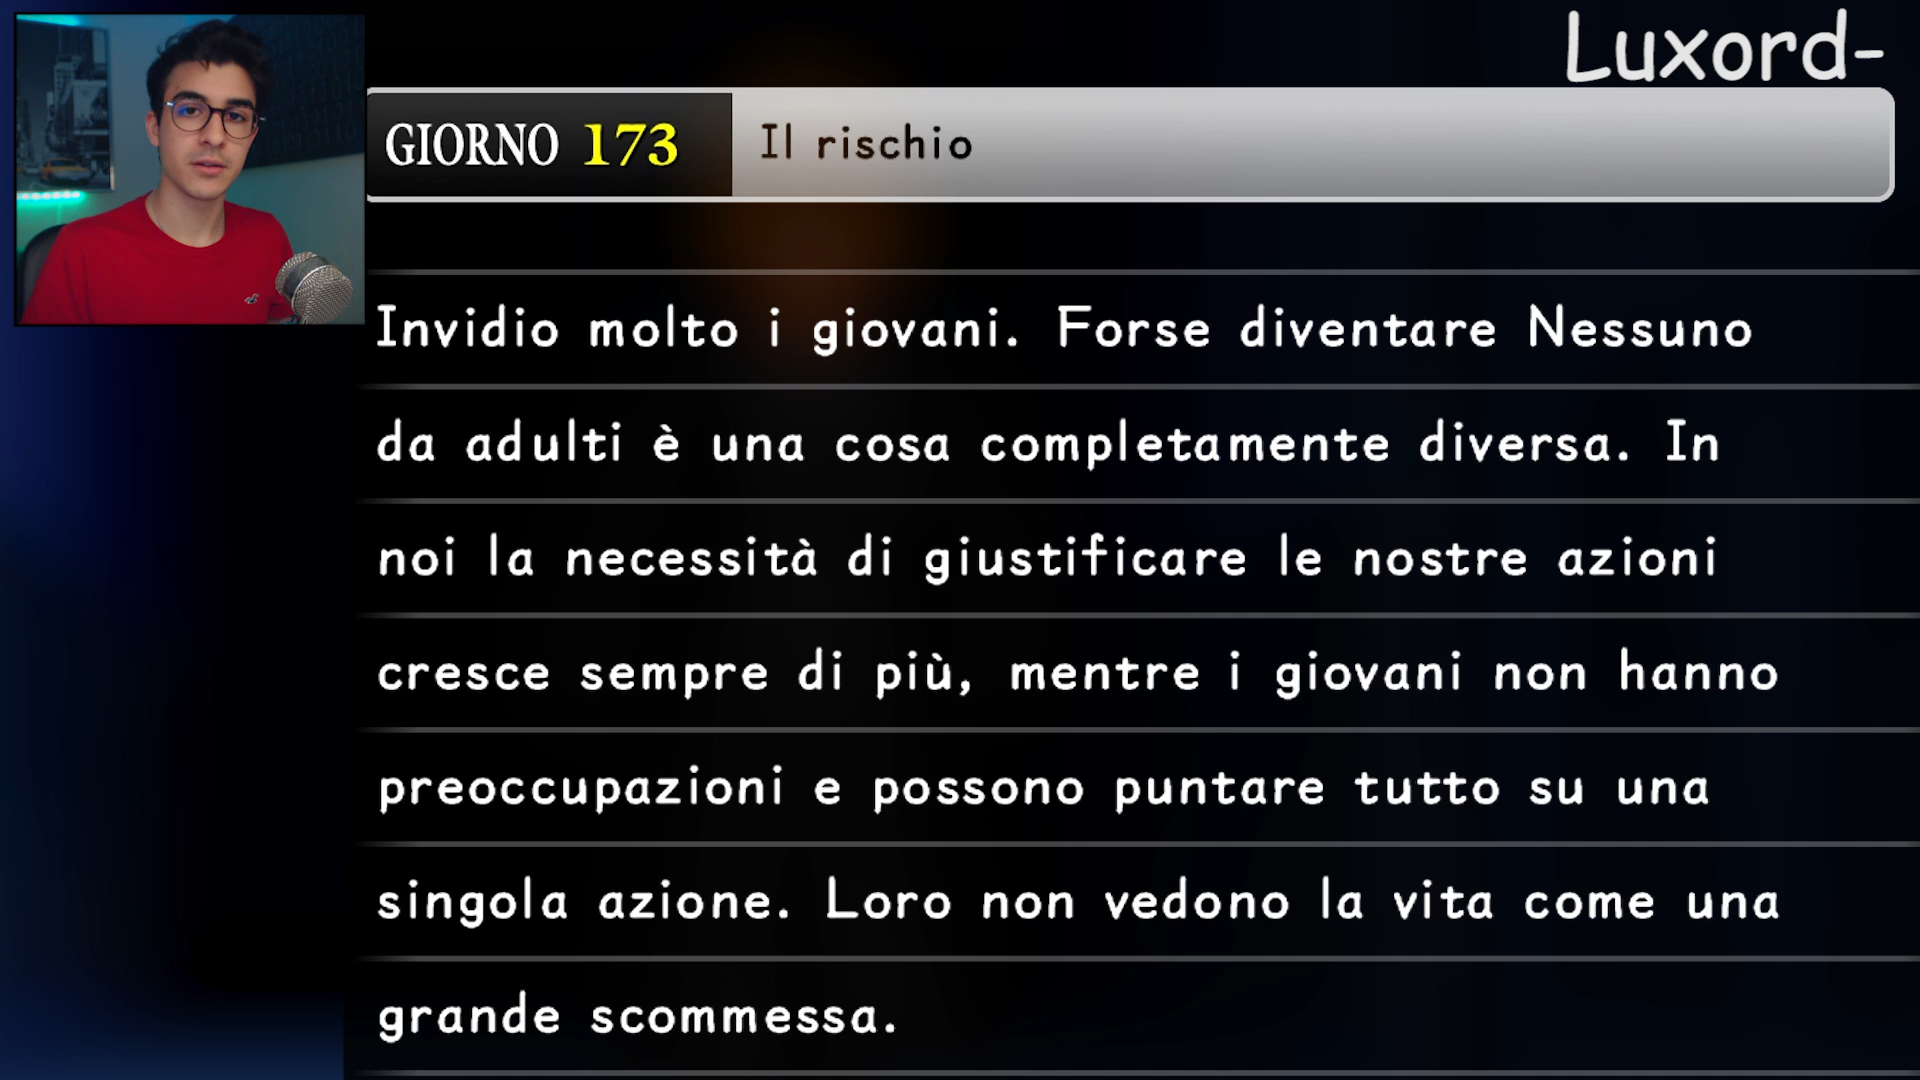 Luxord-
GIORNO 173 Il rischio
Invidio molto i giovani. Forse diventare Nessuno
da adulti è una cosa completamente diversa. In
noi la necessità di giustificare le nostre azioni
cresce sempre di più, mentre i giovani non hanno
preoccupazioni e possono puntare tutto su una
singola azione. Loro non vedono la vita come una
grande scommessa.